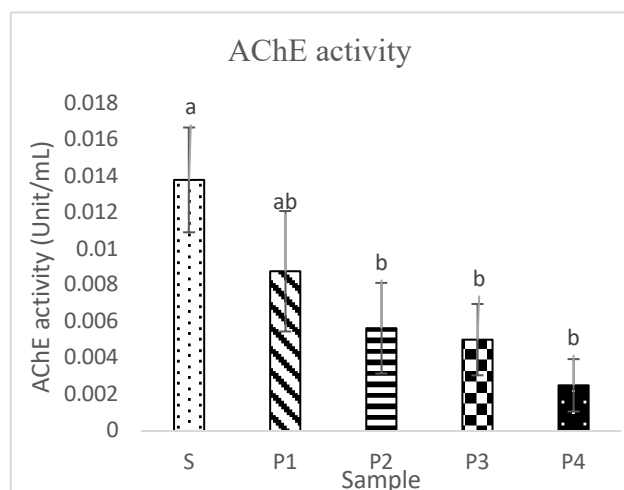 AChE activity
AChE activity (Unit/mL)
0.018
0.016
0.014
0.012
0.01
0.008
0.006
0.004
0.002
0
a
ab
b
b
b
S P1 P2 P3 P4
Sample